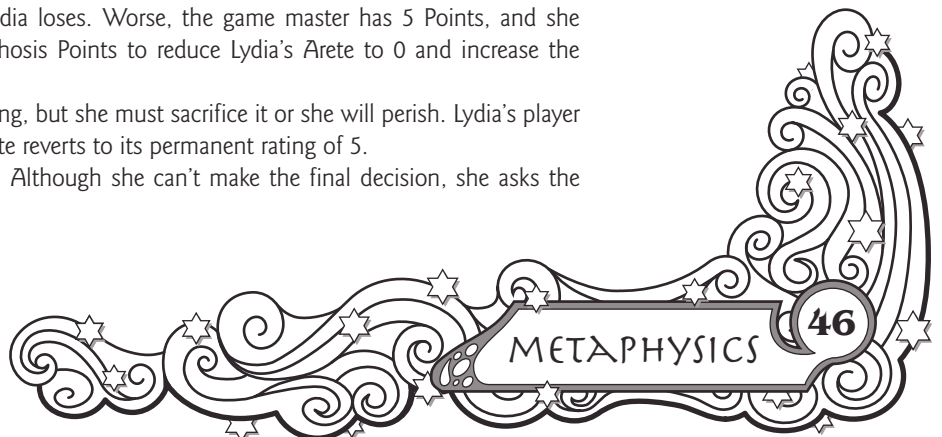 dia loses. Worse, the game master has 5 Points, and she
hosis Points to reduce Lydia's Arete to 0 and increase the
ng, but she must sacrifice it or she will perish. Lydia's player
te reverts to its permanent rating of 5.
Although she can't make the final decision, she asks the
METAPHYSICS
46